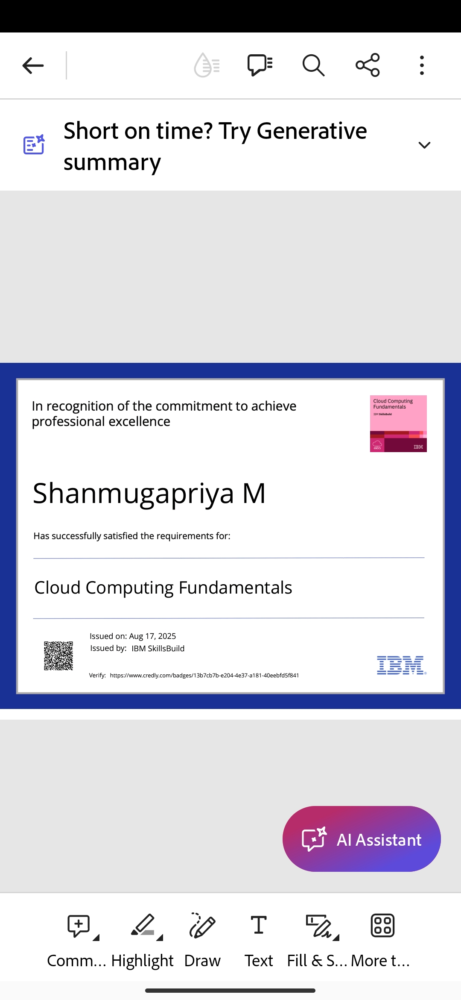 Short on time? Try Generative
summary
In recognition of the commitment to achieve
professional excellence
Cloud Computing
Fundamentals
IBM SkillsBuild
IBM
Shanmugapriya M
Has successfully satisfied the requirements for:
Cloud Computing Fundamentals
Issued on: Aug 17, 2025
Issued by: IBM SkillsBuild
Verify: https://www.credly.com/badges/13b7cb7b-e204-4e37-a181-40eebfd5f841
IBM®
AI Assistant
Comm... Highlight Draw Text Fill & S... More t...